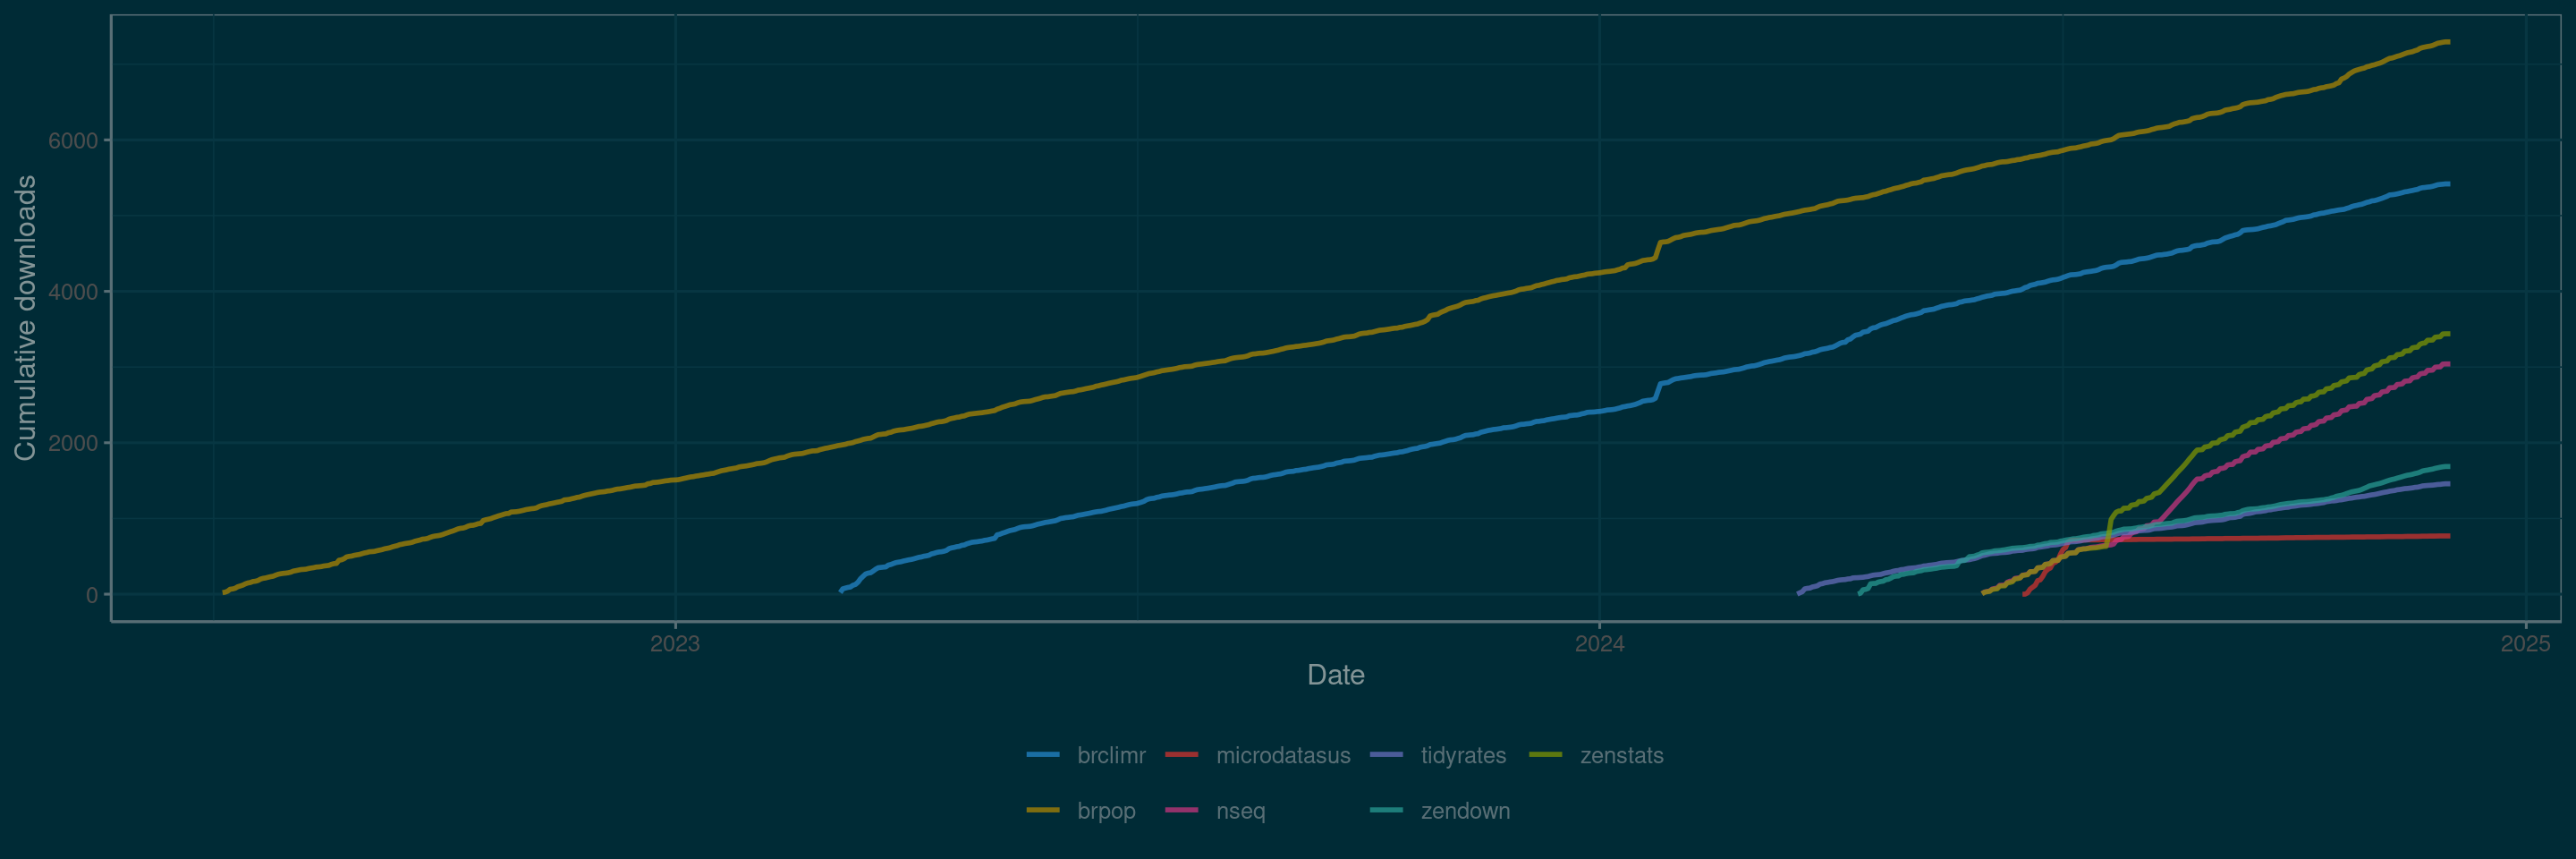 Cumulative downloads
6000
4000
2000
0
2023 2024 2025
Date
brclimr microdatasus tidyrates zenstats
brpop nseq zendown